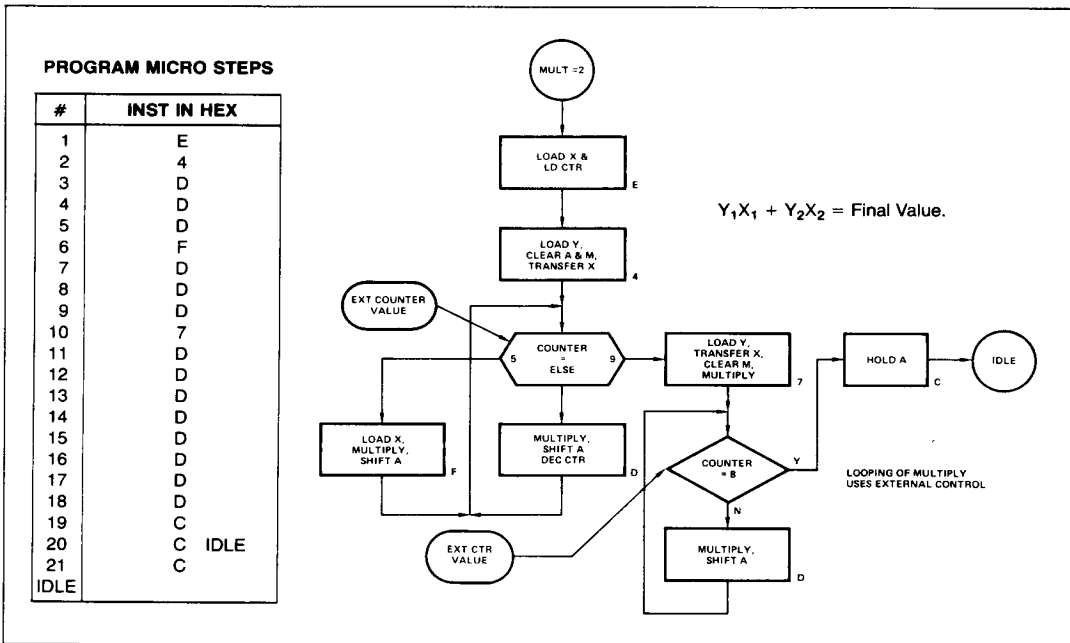 PROGRAM MICRO STEPS
# INST IN HEX
1 E
2 4
3 D
4 D
5 D
6 F
7 D
8 D
9 D
10 7
11 D
12 D
13 D
14 D
15 D
16 D
17 D
18 D
19 C
20 C IDLE
21 C
IDLE
MULT =2
LOAD X &
LD CTR
E
LOAD Y,
CLEAR A & M,
TRANSFER X
4
Y₁X₁ + Y₂X₂ = Final Value.
EXT COUNTER
VALUE
5
COUNTER
=
ELSE
9
LOAD Y,
TRANSFER X,
CLEAR M,
MULTIPLY
7
HOLD A
C
IDLE
LOAD X,
MULTIPLY,
SHIFT A
F
MULTIPLY,
SHIFT A
DEC CTR
D
COUNTER
= 8
Y
N
LOOPING OF MULTIPLY
USES EXTERNAL CONTROL
EXT CTR
VALUE
MULTIPLY,
SHIFT A
D